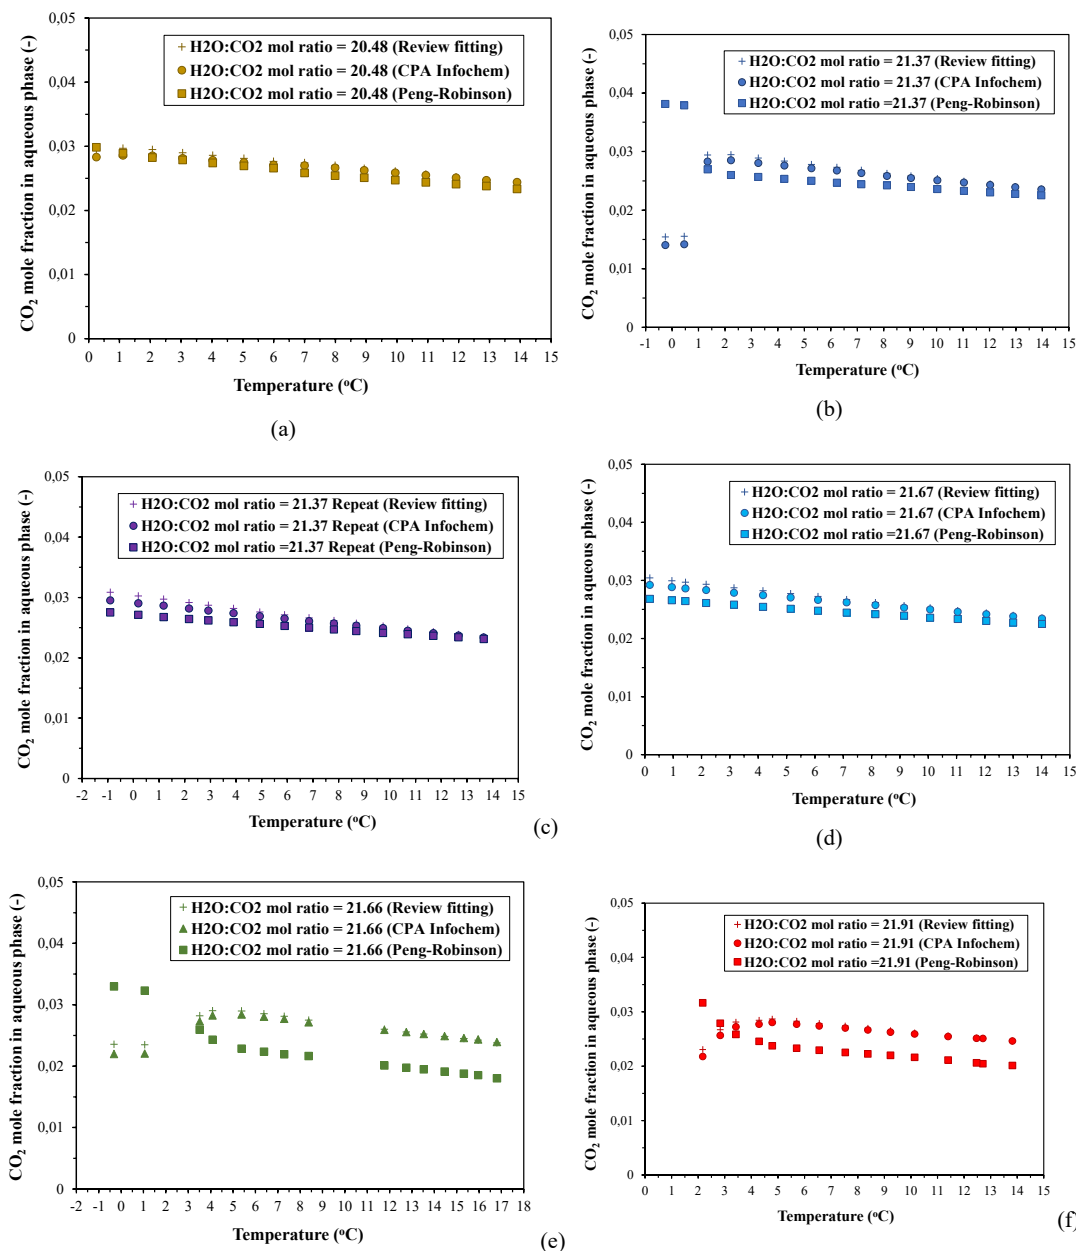 0,05
0,04
0,03
0,02
0,01
0
CO2 mole fraction in aqueous phase (-)
H2O:CO2 mol ratio = 20.48 (Review fitting)
H2O:CO2 mol ratio = 20.48 (CPA Infochem)
H2O:CO2 mol ratio = 20.48 (Peng-Robinson)
0 1 2 3 4 5 6 7 8 9 10 11 12 13 14 15
Temperature (oC)
(a)
0,05
0,04
0,03
0,02
0,01
0
CO2 mole fraction in aqueous phase (-)
H2O:CO2 mol ratio = 21.37 (Review fitting)
H2O:CO2 mol ratio = 21.37 (CPA Infochem)
H2O:CO2 mol ratio =21.37 (Peng-Robinson)
-1 0 1 2 3 4 5 6 7 8 9 10 11 12 13 14 15
Temperature (oC)
(b)
0,05
0,04
0,03
0,02
0,01
0
CO2 mole fraction in aqueous phase (-)
H2O:CO2 mol ratio = 21.37 Repeat (Review fitting)
H2O:CO2 mol ratio = 21.37 Repeat (CPA Infochem)
H2O:CO2 mol ratio =21.37 Repeat (Peng-Robinson)
-2 -1 0 1 2 3 4 5 6 7 8 9 10 11 12 13 14 15
Temperature (oC)
(c)
0,05
0,04
0,03
0,02
0,01
0
CO2 mole fraction in aqueous phase (-)
H2O:CO2 mol ratio = 21.67 (Review fitting)
H2O:CO2 mol ratio = 21.67 (CPA Infochem)
H2O:CO2 mol ratio =21.67 (Peng-Robinson)
0 1 2 3 4 5 6 7 8 9 10 11 12 13 14 15
Temperature (oC)
(d)
0,05
0,04
0,03
0,02
0,01
0
CO2 mole fraction in aqueous phase (-)
H2O:CO2 mol ratio = 21.66 (Review fitting)
H2O:CO2 mol ratio = 21.66 (CPA Infochem)
H2O:CO2 mol ratio = 21.66 (Peng-Robinson)
-2 -1 0 1 2 3 4 5 6 7 8 9 10 11 12 13 14 15 16 17 18
Temperature (oC)
(e)
0,05
0,04
0,03
0,02
0,01
0
CO2 mole fraction in aqueous phase (-)
H2O:CO2 mol ratio = 21.91 (Review fitting)
H2O:CO2 mol ratio = 21.91 (CPA Infochem)
H2O:CO2 mol ratio =21.91 (Peng-Robinson)
0 1 2 3 4 5 6 7 8 9 10 11 12 13 14 15
Temperature (oC)
(f)